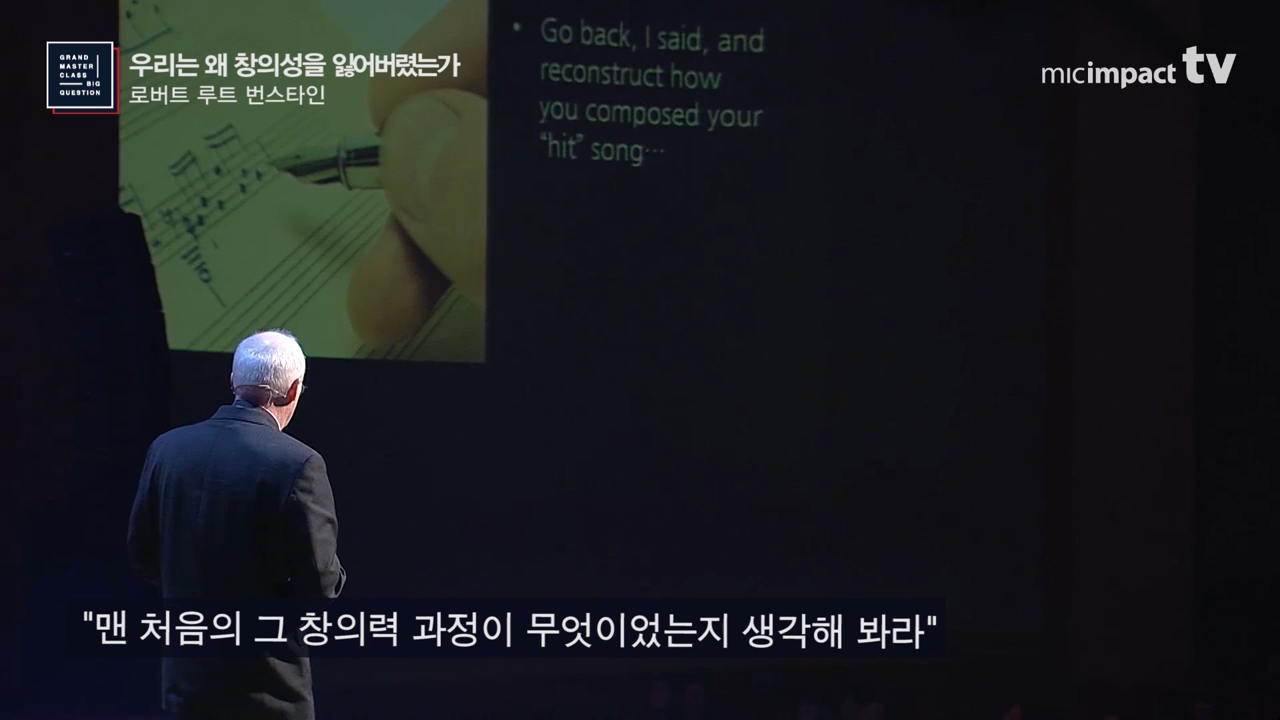 GRAND
MASTER
CLASS
BIG
QUESTION
우리는 왜 창의성을 잃어버렸는가
로버트 루트 번스타인
micimpact tv
• Go back, I said, and
reconstruct how
you composed your
“hit” song…
"맨 처음의 그 창의력 과정이 무엇이었는지 생각해 봐라"